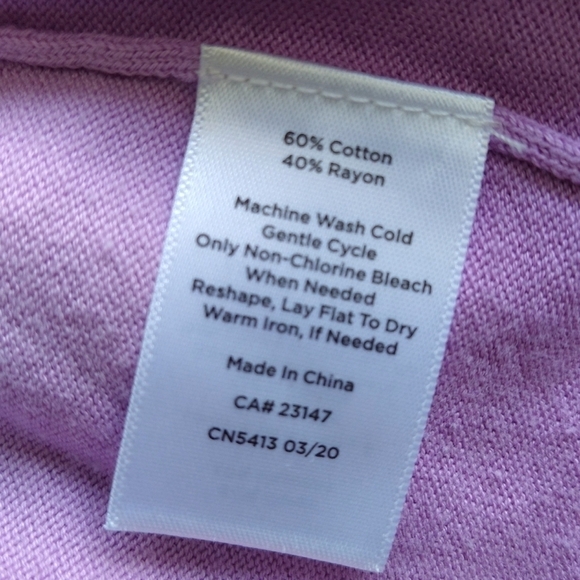 60% Cotton
40% Rayon
Machine Wash Cold
Gentle Cycle
Only Non-Chlorine Bleach
When Needed
Reshape, Lay Flat To Dry
Warm Iron, If Needed
Made In China
CA# 23147
CN5413 03/20